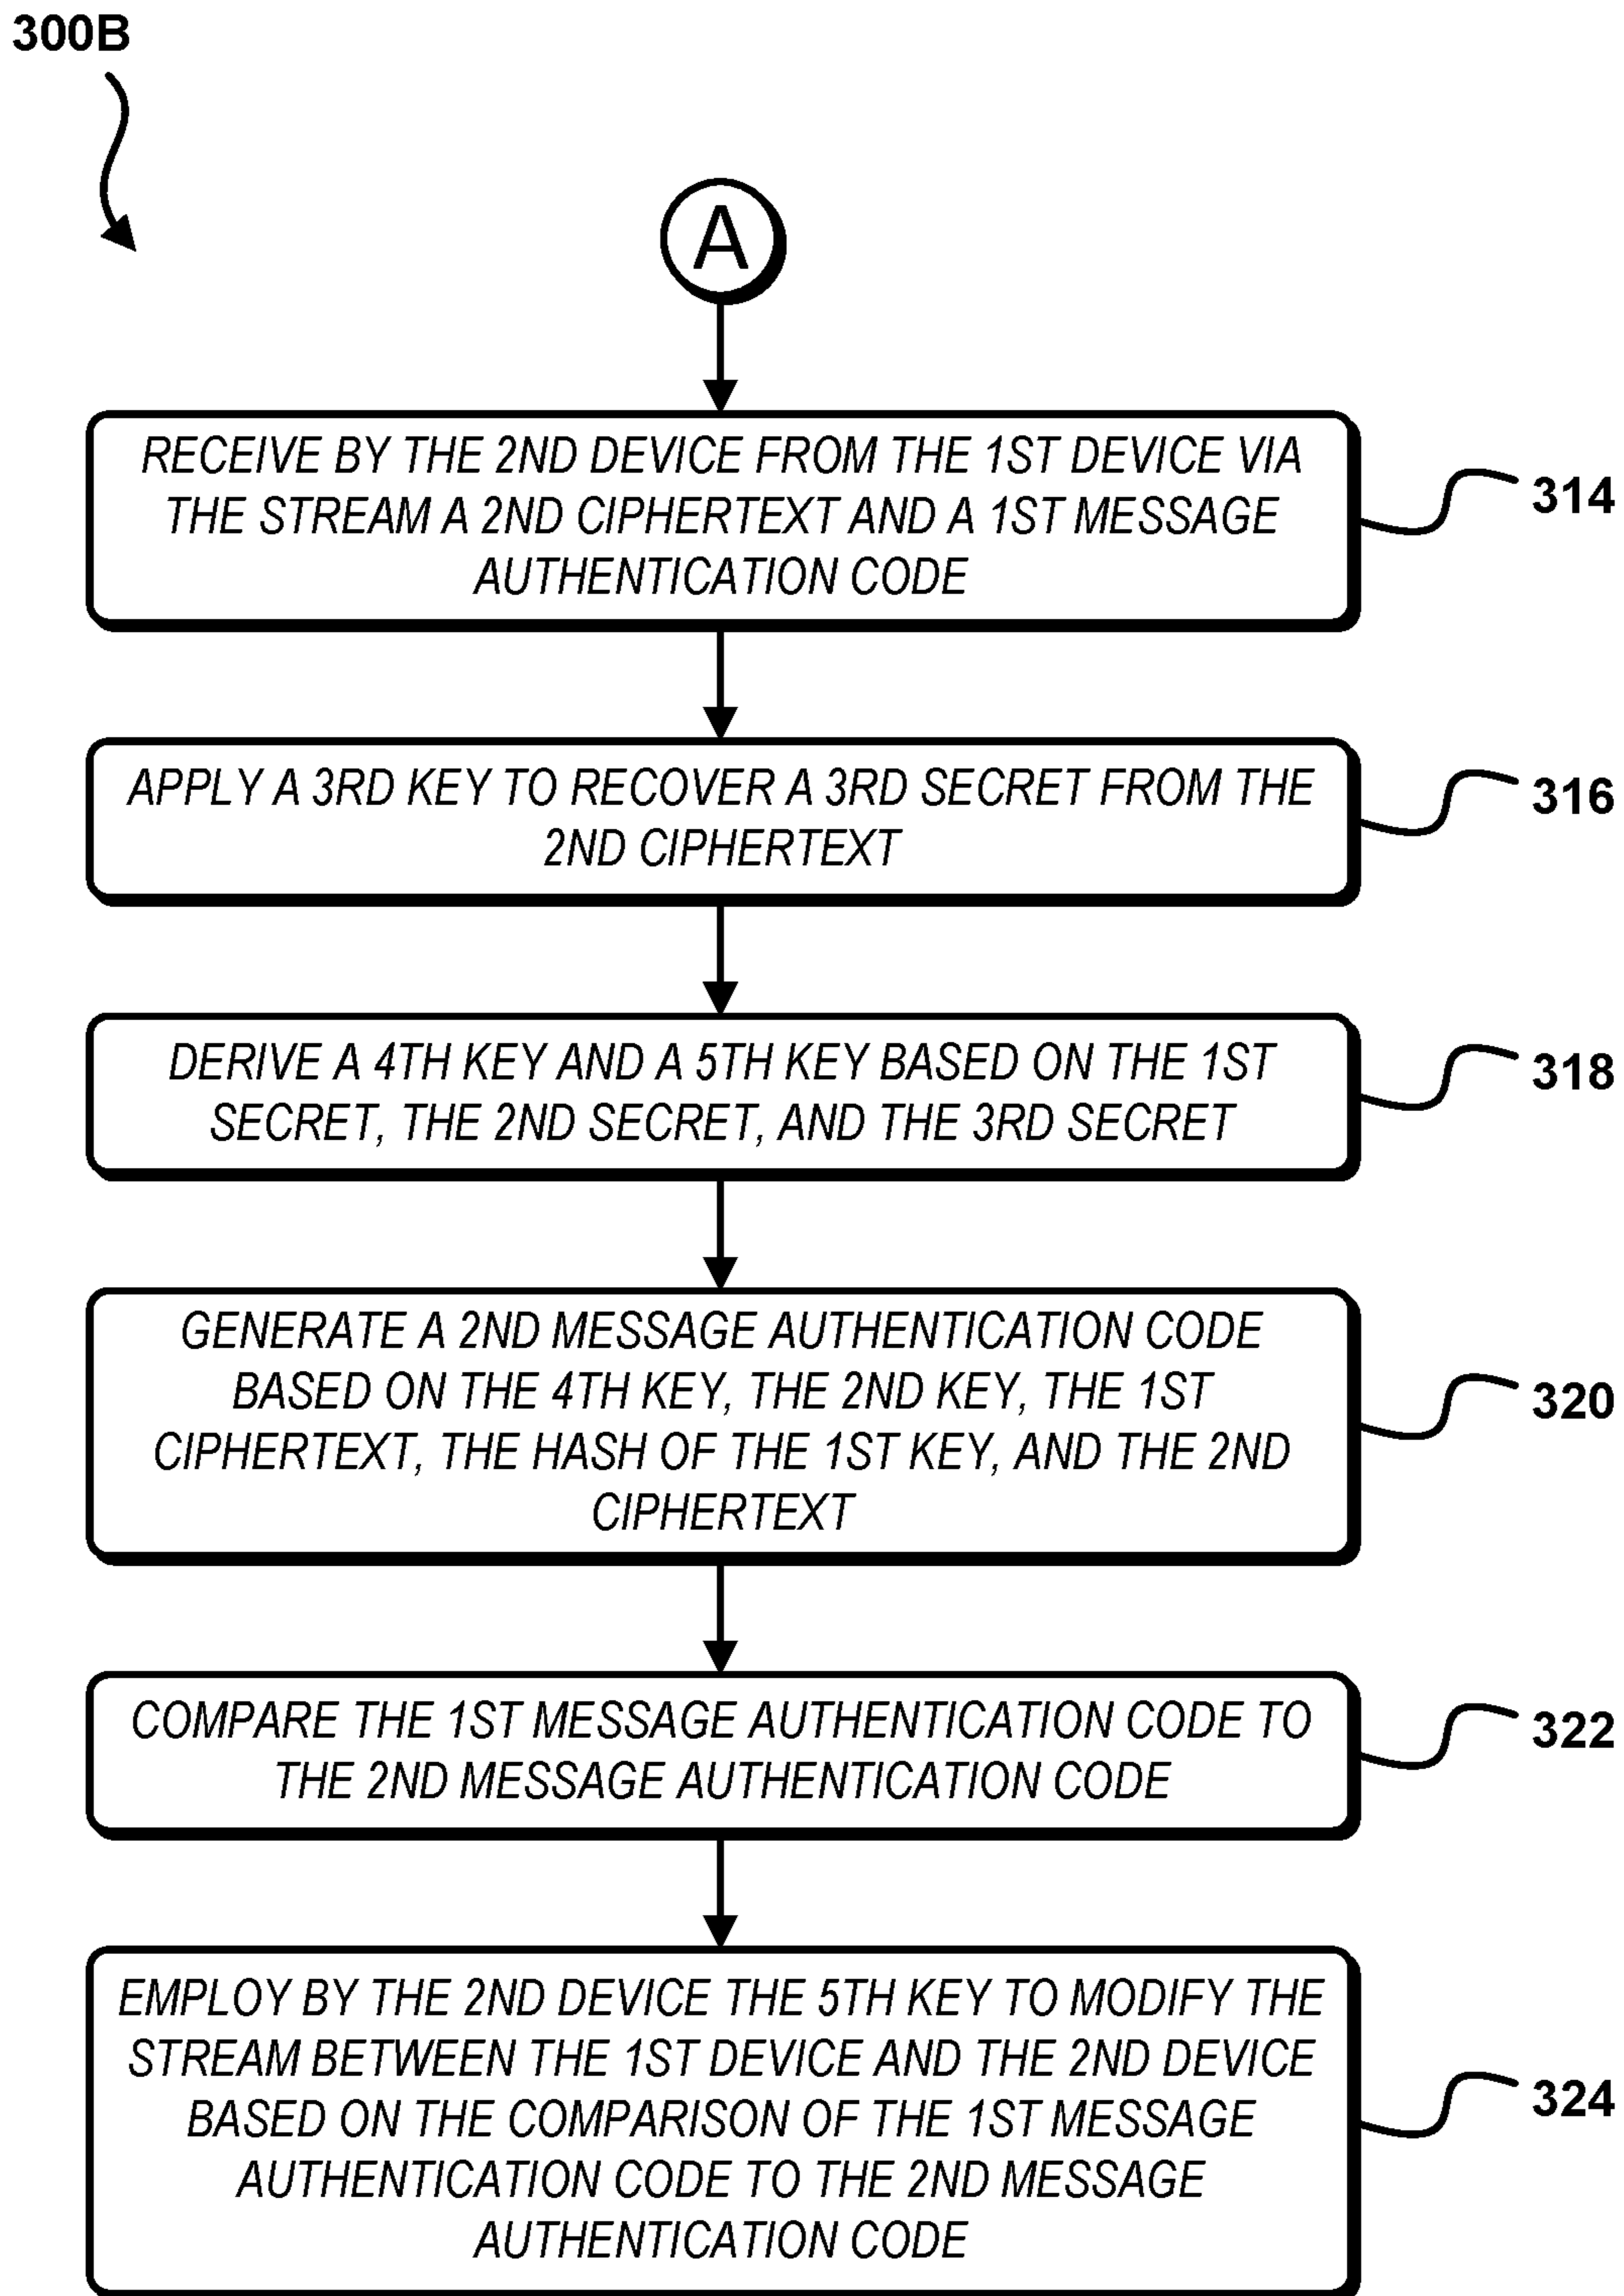 300B
A
RECEIVE BY THE 2ND DEVICE FROM THE 1ST DEVICE VIA
THE STREAM A 2ND CIPHERTEXT AND A 1ST MESSAGE
AUTHENTICATION CODE
314
APPLY A 3RD KEY TO RECOVER A 3RD SECRET FROM THE
2ND CIPHERTEXT
316
DERIVE A 4TH KEY AND A 5TH KEY BASED ON THE 1ST
SECRET, THE 2ND SECRET, AND THE 3RD SECRET
318
GENERATE A 2ND MESSAGE AUTHENTICATION CODE
BASED ON THE 4TH KEY, THE 2ND KEY, THE 1ST
CIPHERTEXT, THE HASH OF THE 1ST KEY, AND THE 2ND
CIPHERTEXT
320
COMPARE THE 1ST MESSAGE AUTHENTICATION CODE TO
THE 2ND MESSAGE AUTHENTICATION CODE
322
EMPLOY BY THE 2ND DEVICE THE 5TH KEY TO MODIFY THE
STREAM BETWEEN THE 1ST DEVICE AND THE 2ND DEVICE
BASED ON THE COMPARISON OF THE 1ST MESSAGE
AUTHENTICATION CODE TO THE 2ND MESSAGE
AUTHENTICATION CODE
324